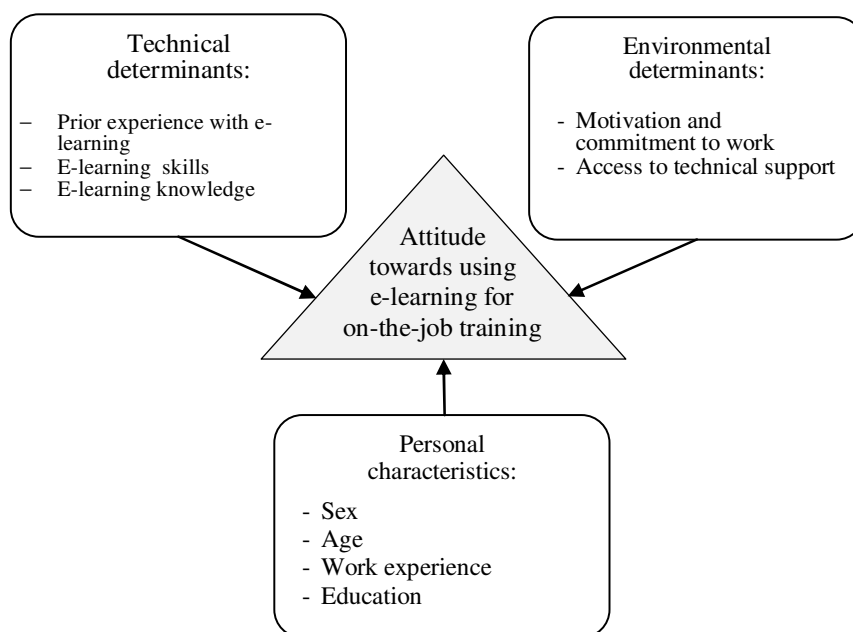 Technical
determinants:
– Prior experience with e-
learning
– E-learning skills
– E-learning knowledge
Environmental
determinants:
- Motivation and
commitment to work
- Access to technical support
Attitude
towards using
e-learning for
on-the-job training
Personal
characteristics:
- Sex
- Age
- Work experience
- Education